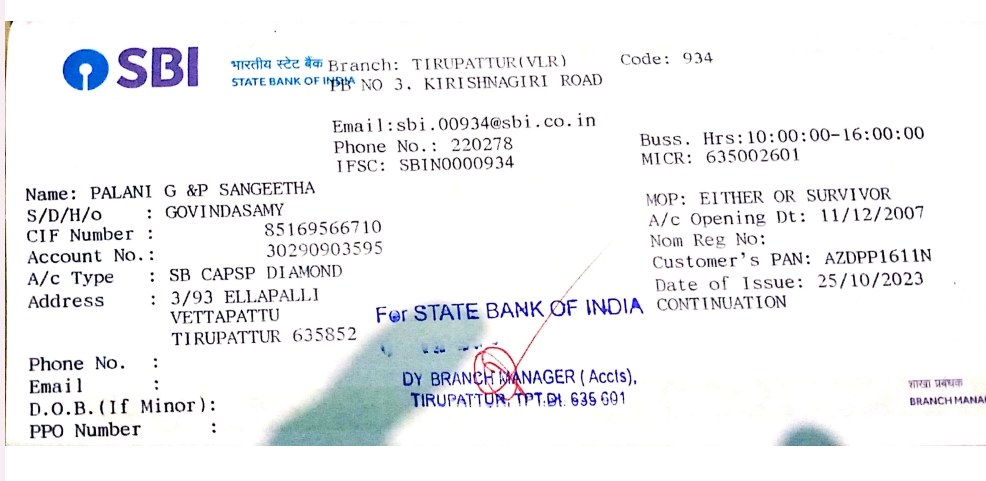 SBI
भारतीय स्टेट बैंक Branch: TIRUPATTUR(VLR) Code: 934
STATE BANK OF INDIA PB NO 3. KIRISHNAGIRI ROAD
Email:sbi.00934@sbi.co.in
Phone No.: 220278 Buss. Hrs:10:00:00-16:00:00
IFSC: SBIN0000934 MICR: 635002601
Name: PALANI G &P SANGEETHA MOP: EITHER OR SURVIVOR
S/D/H/o : GOVINDASAMY A/c Opening Dt: 11/12/2007
CIF Number : 85169566710 Nom Reg No:
Account No.: 30290903595 Customer's PAN: AZDPP1611N
A/c Type : SB CAPSP DIAMOND Date of Issue: 25/10/2023
Address : 3/93 ELLAPALLI CONTINUATION
VETTAPATTU
TIRUPATTUR 635852
For STATE BANK OF INDIA
Phone No. :
Email :
D.O.B.(If Minor):
PPO Number :
DY BRANCH MANAGER (Accts),
TIRUPATTUR, TPT.Dt. 635 601
शाखा प्रबंधक
BRANCH MANA